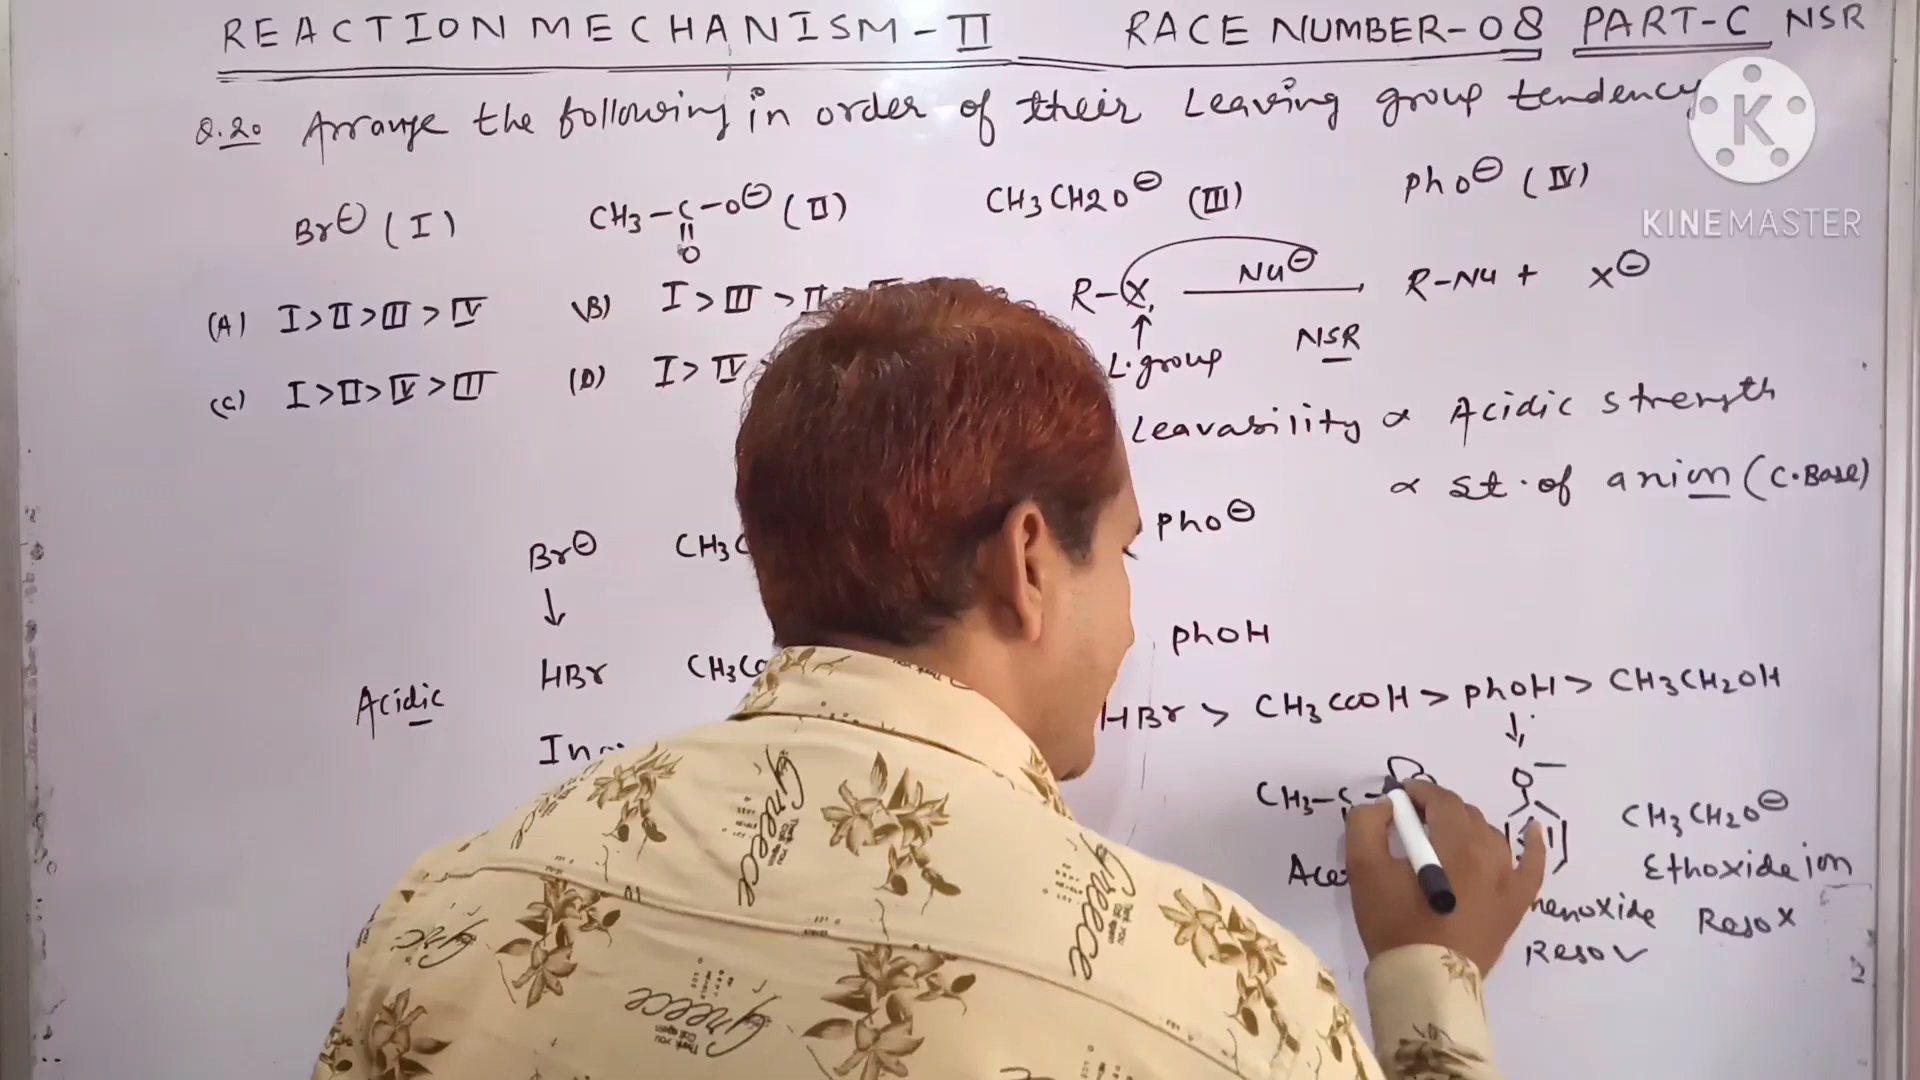 REACTION MECHANISM-II RACE NUMBER-08 PART-C NSR
Q.20 Arrange the following in order of their Leaving group tendency
Br⊖ (I) CH3-C-O⊖ (II) CH3CH2O⊖ (III) PhO⊖ (IV)
||
O
(A) I>II>III>IV (B) I>III>II
(C) I>II>IV>III (D) I>IV
R-X, Nu⊖ R-Nu + X⊖
↑ NSR
L.group
Leavability ∝ Acidic strength
∝ st. of anion (C.Base)
Br⊖ CH3C PhO⊖
↓
HBr CH3CO PhOH
Acidic
HBr > CH3COOH > PhOH > CH3CH2OH
↓
CH3-C- O- CH3CH2O⊖
Ethoxide ion
Reso ✓ Reso X
K
KINEMASTER